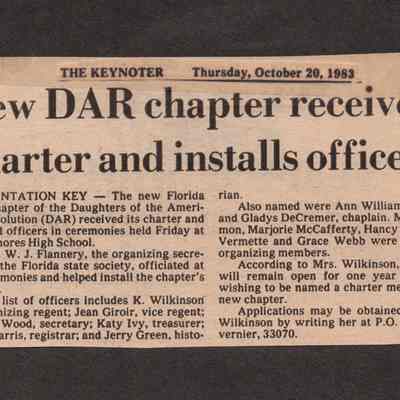 THE KEYNOTER Thursday, October 20, 1983
ew DAR chapter receive
arter and installs office
NTATION KEY — The new Florida
hapter of the Daughters of the Ameri-
olution (DAR) received its charter and
d officers in ceremonies held Friday at
hores High School.
W. J. Flannery, the organizing secre-
the Florida state society, officiated at
emonies and helped install the chapter's
list of officers includes K. Wilkinson
nizing regent; Jean Giroir, vice regent;
Wood, secretary; Katy Ivy, treasurer;
arris, registrar; and Jerry Green, histo-
rian.
Also named were Ann William
and Gladys DeCremer, chaplain. M
mon, Marjorie McCafferty, Hancy
Vermette and Grace Webb were
organizing members.
According to Mrs. Wilkinson,
will remain open for one year
wishing to be named a charter me
new chapter.
Applications may be obtained
Wilkinson by writing her at P.O.
vernier, 33070.